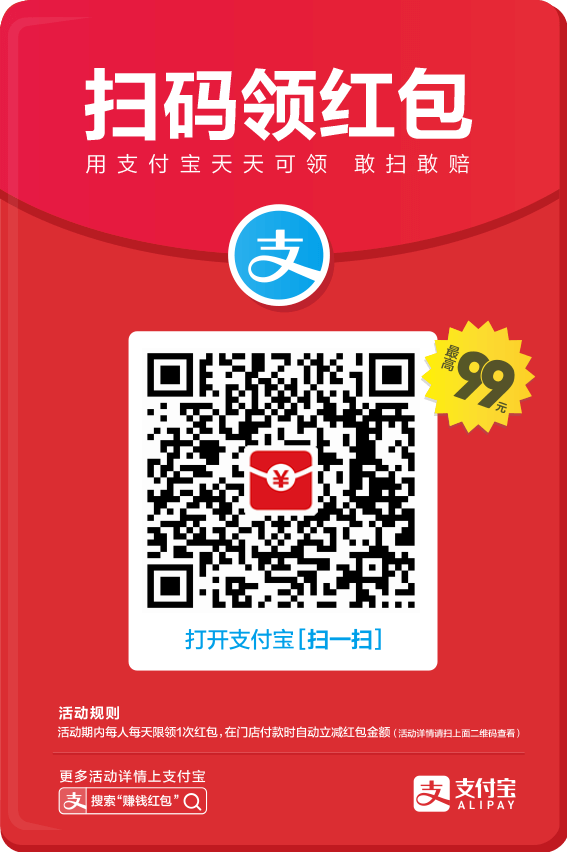 扫码领红包
用支付宝天天可领 敢扫敢赔
支
最高
99
元
¥
打开支付宝[扫一扫]
活动规则
活动期内每人每天限领1次红包，在门店付款时自动立减红包金额（活动详情请扫上面二维码查看）
更多活动详情上支付宝
支 搜索“赚钱红包”
支 支付宝
ALIPAY